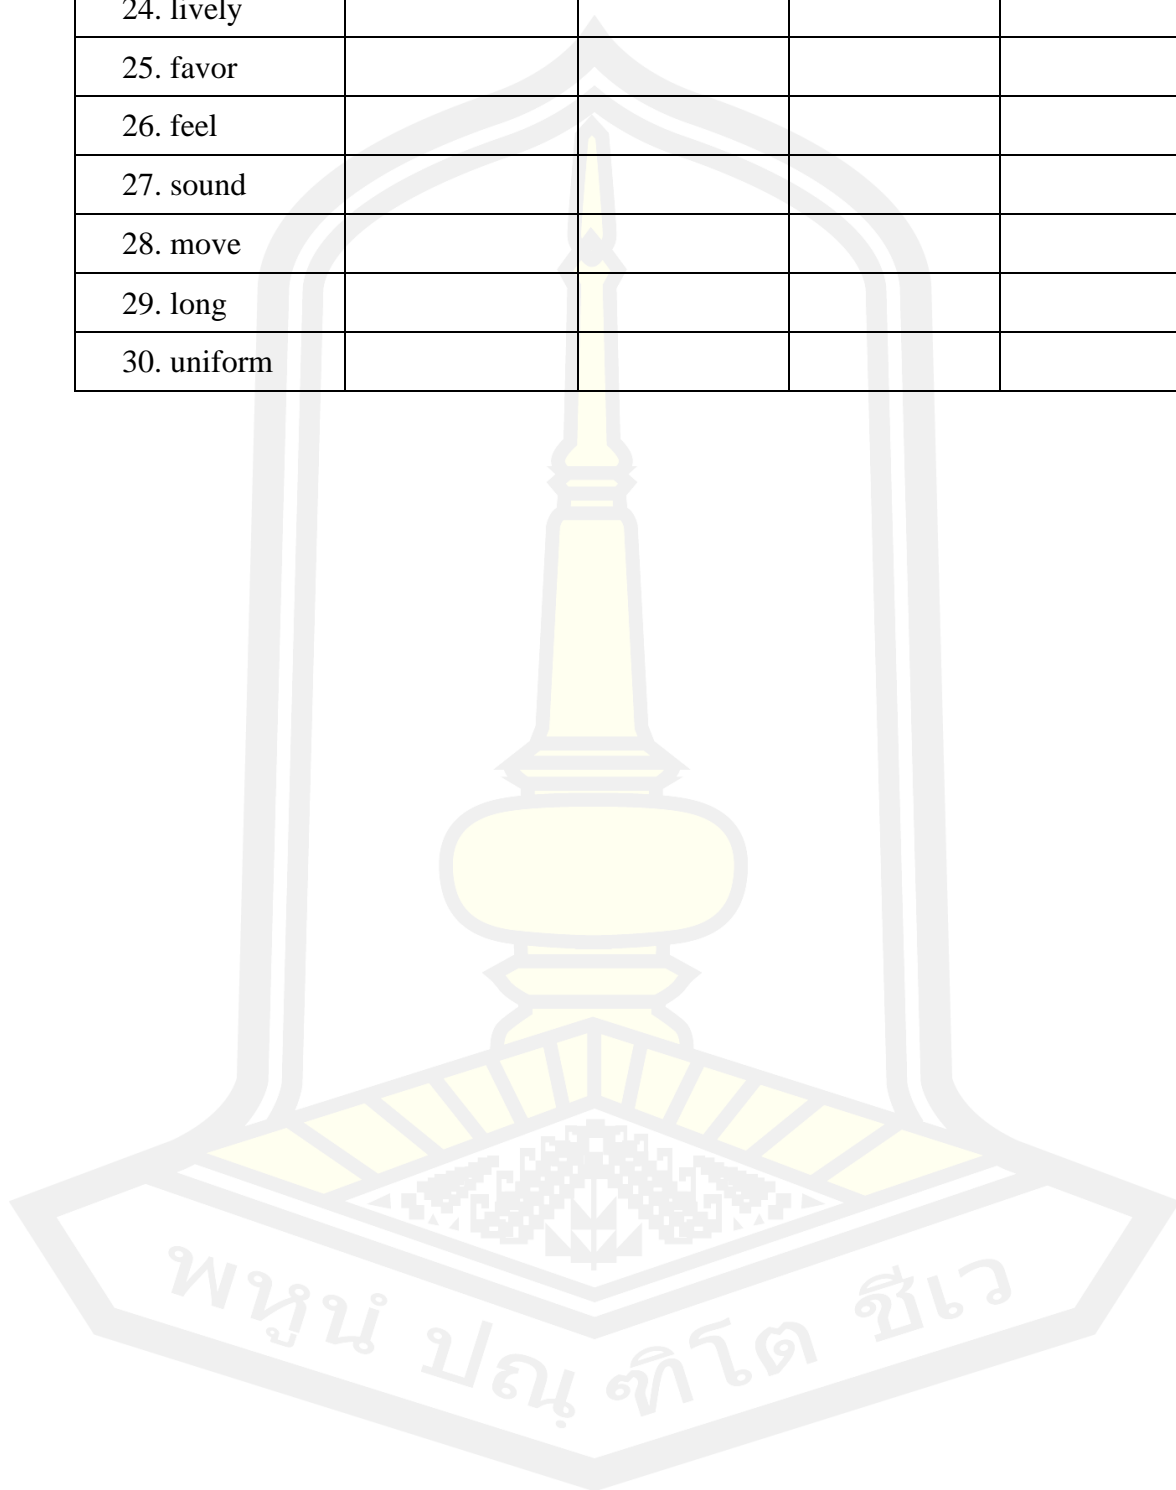 24. lively
25. favor
26. feel
27. sound
28. move
29. long
30. uniform
พหูนํ ปณฺฑิโต ชีเว